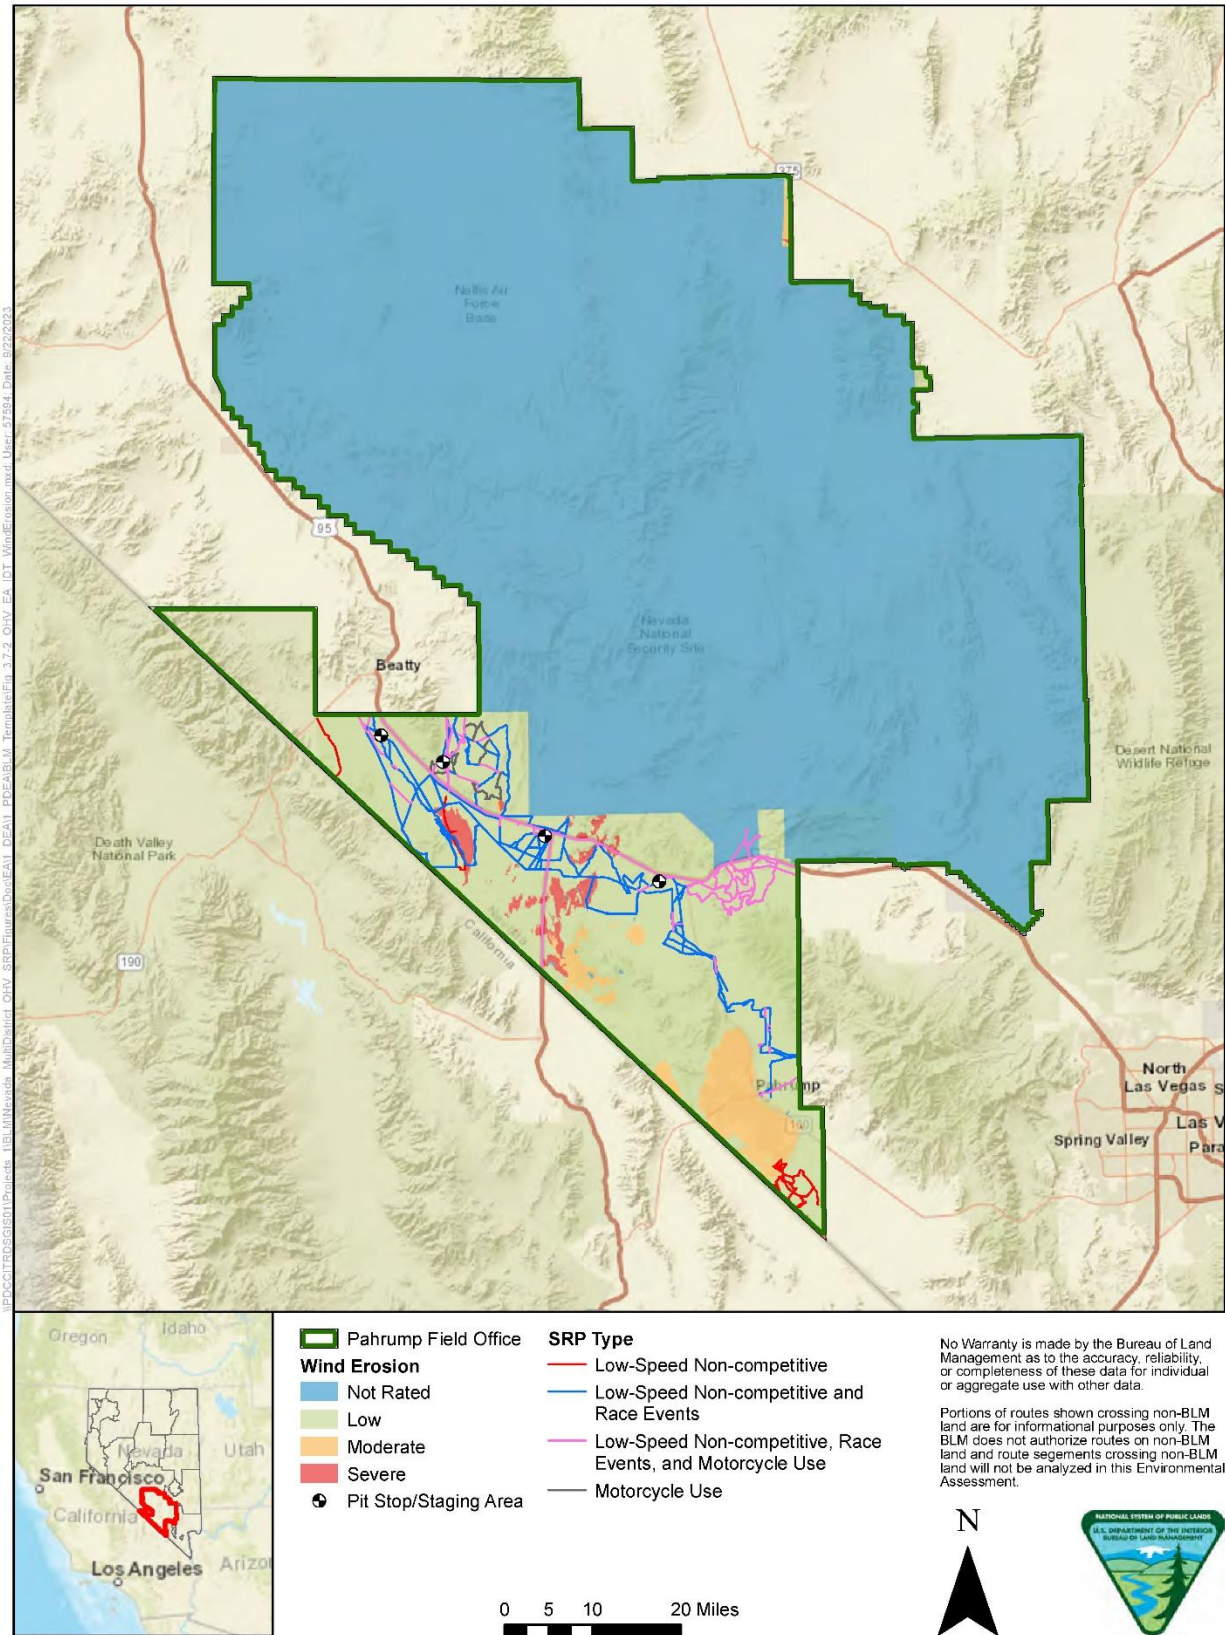 375
Nellis Air
Force
Base
95
Nevada
National
Security Site
Beatty
Desert National
Wildlife Refuge
Death Valley
National Park
California
190
Pahrump
160
North
Las Vegas
S
Las V
Para
Spring Valley
Oregon
Idaho
Nevada
Utah
San Francisco
California
Los Angeles
Arizo
Pahrump Field Office
Wind Erosion
Not Rated
Low
Moderate
Severe
Pit Stop/Staging Area
SRP Type
Low-Speed Non-competitive
Low-Speed Non-competitive and
Race Events
Low-Speed Non-competitive, Race
Events, and Motorcycle Use
Motorcycle Use
0 5 10 20 Miles
No Warranty is made by the Bureau of Land
Management as to the accuracy, reliability,
or completeness of these data for individual
or aggregate use with other data.
Portions of routes shown crossing non-BLM
land are for informational purposes only. The
BLM does not authorize routes on non-BLM
land and route segements crossing non-BLM
land will not be analyzed in this Environmental
Assessment.
N
NATIONAL SYSTEM OF PUBLIC LANDS
U.S. DEPARTMENT OF THE INTERIOR
BUREAU OF LAND MANAGEMENT